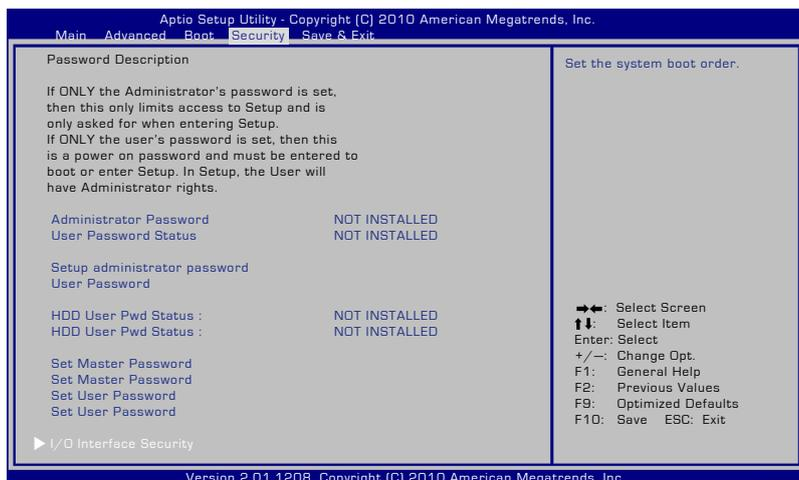 Aptio Setup Utility - Copyright (C) 2010 American Megatrends, Inc.
Main Advanced Boot Security Save & Exit
Password Description
If ONLY the Administrator's password is set,
then this only limits access to Setup and is
only asked for when entering Setup.
If ONLY the user's password is set, then this
is a power on password and must be entered to
boot or enter Setup. In Setup, the User will
have Administrator rights.
Administrator Password NOT INSTALLED
User Password Status NOT INSTALLED
Setup administrator password
User Password
HDD User Pwd Status : NOT INSTALLED
HDD User Pwd Status : NOT INSTALLED
Set Master Password
Set Master Password
Set User Password
Set User Password
I/O Interface Security
Set the system boot order.
→←: Select Screen
↑↓: Select Item
Enter: Select
+/—: Change Opt.
F1: General Help
F2: Previous Values
F9: Optimized Defaults
F10: Save ESC: Exit
Version 2.01.1208. Copyright (C) 2010 American Megatrends, Inc.